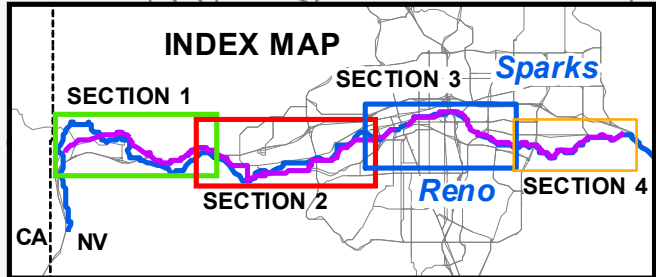 INDEX MAP
SECTION 3
Sparks
SECTION 1
SECTION 2
Reno
SECTION 4
CA
NV